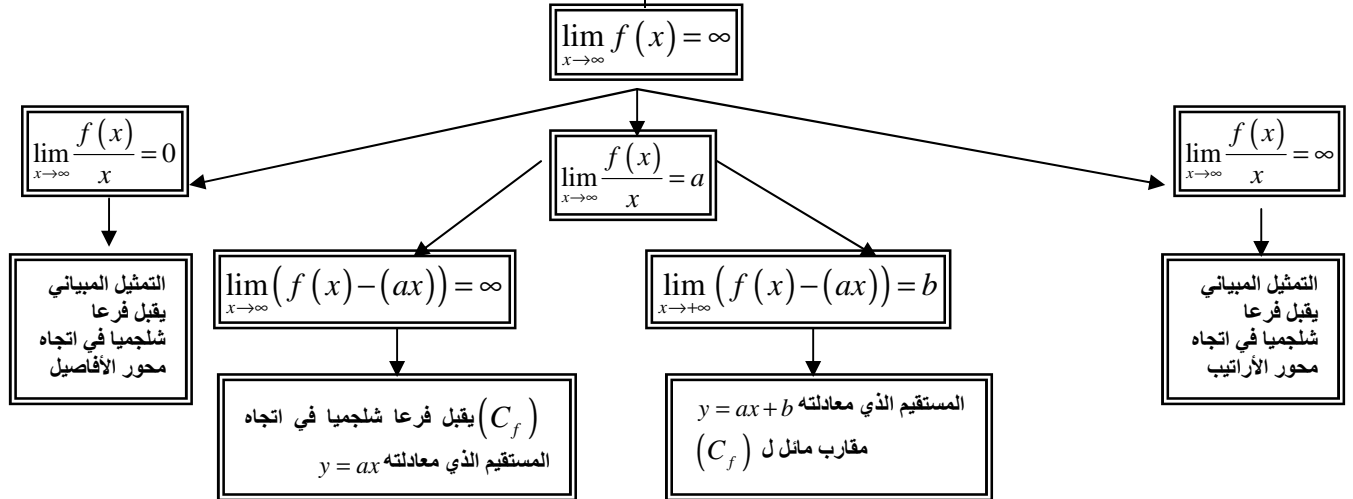 lim_{x→∞} f(x) = ∞
lim_{x→∞} f(x)/x = 0
lim_{x→∞} f(x)/x = a
lim_{x→∞} f(x)/x = ∞
التمثيل المبياني
يقبل فرعا
شلجميا في اتجاه
محور الأفاصيل
lim_{x→∞} (f(x)-(ax)) = ∞
lim_{x→+∞} (f(x)-(ax)) = b
التمثيل المبياني
يقبل فرعا
شلجميا في اتجاه
محور الأراتيب
(C_f) يقبل فرعا شلجميا في اتجاه
المستقيم الذي معادلته y = ax
المستقيم الذي معادلته y = ax+b
مقارب مائل ل (C_f)